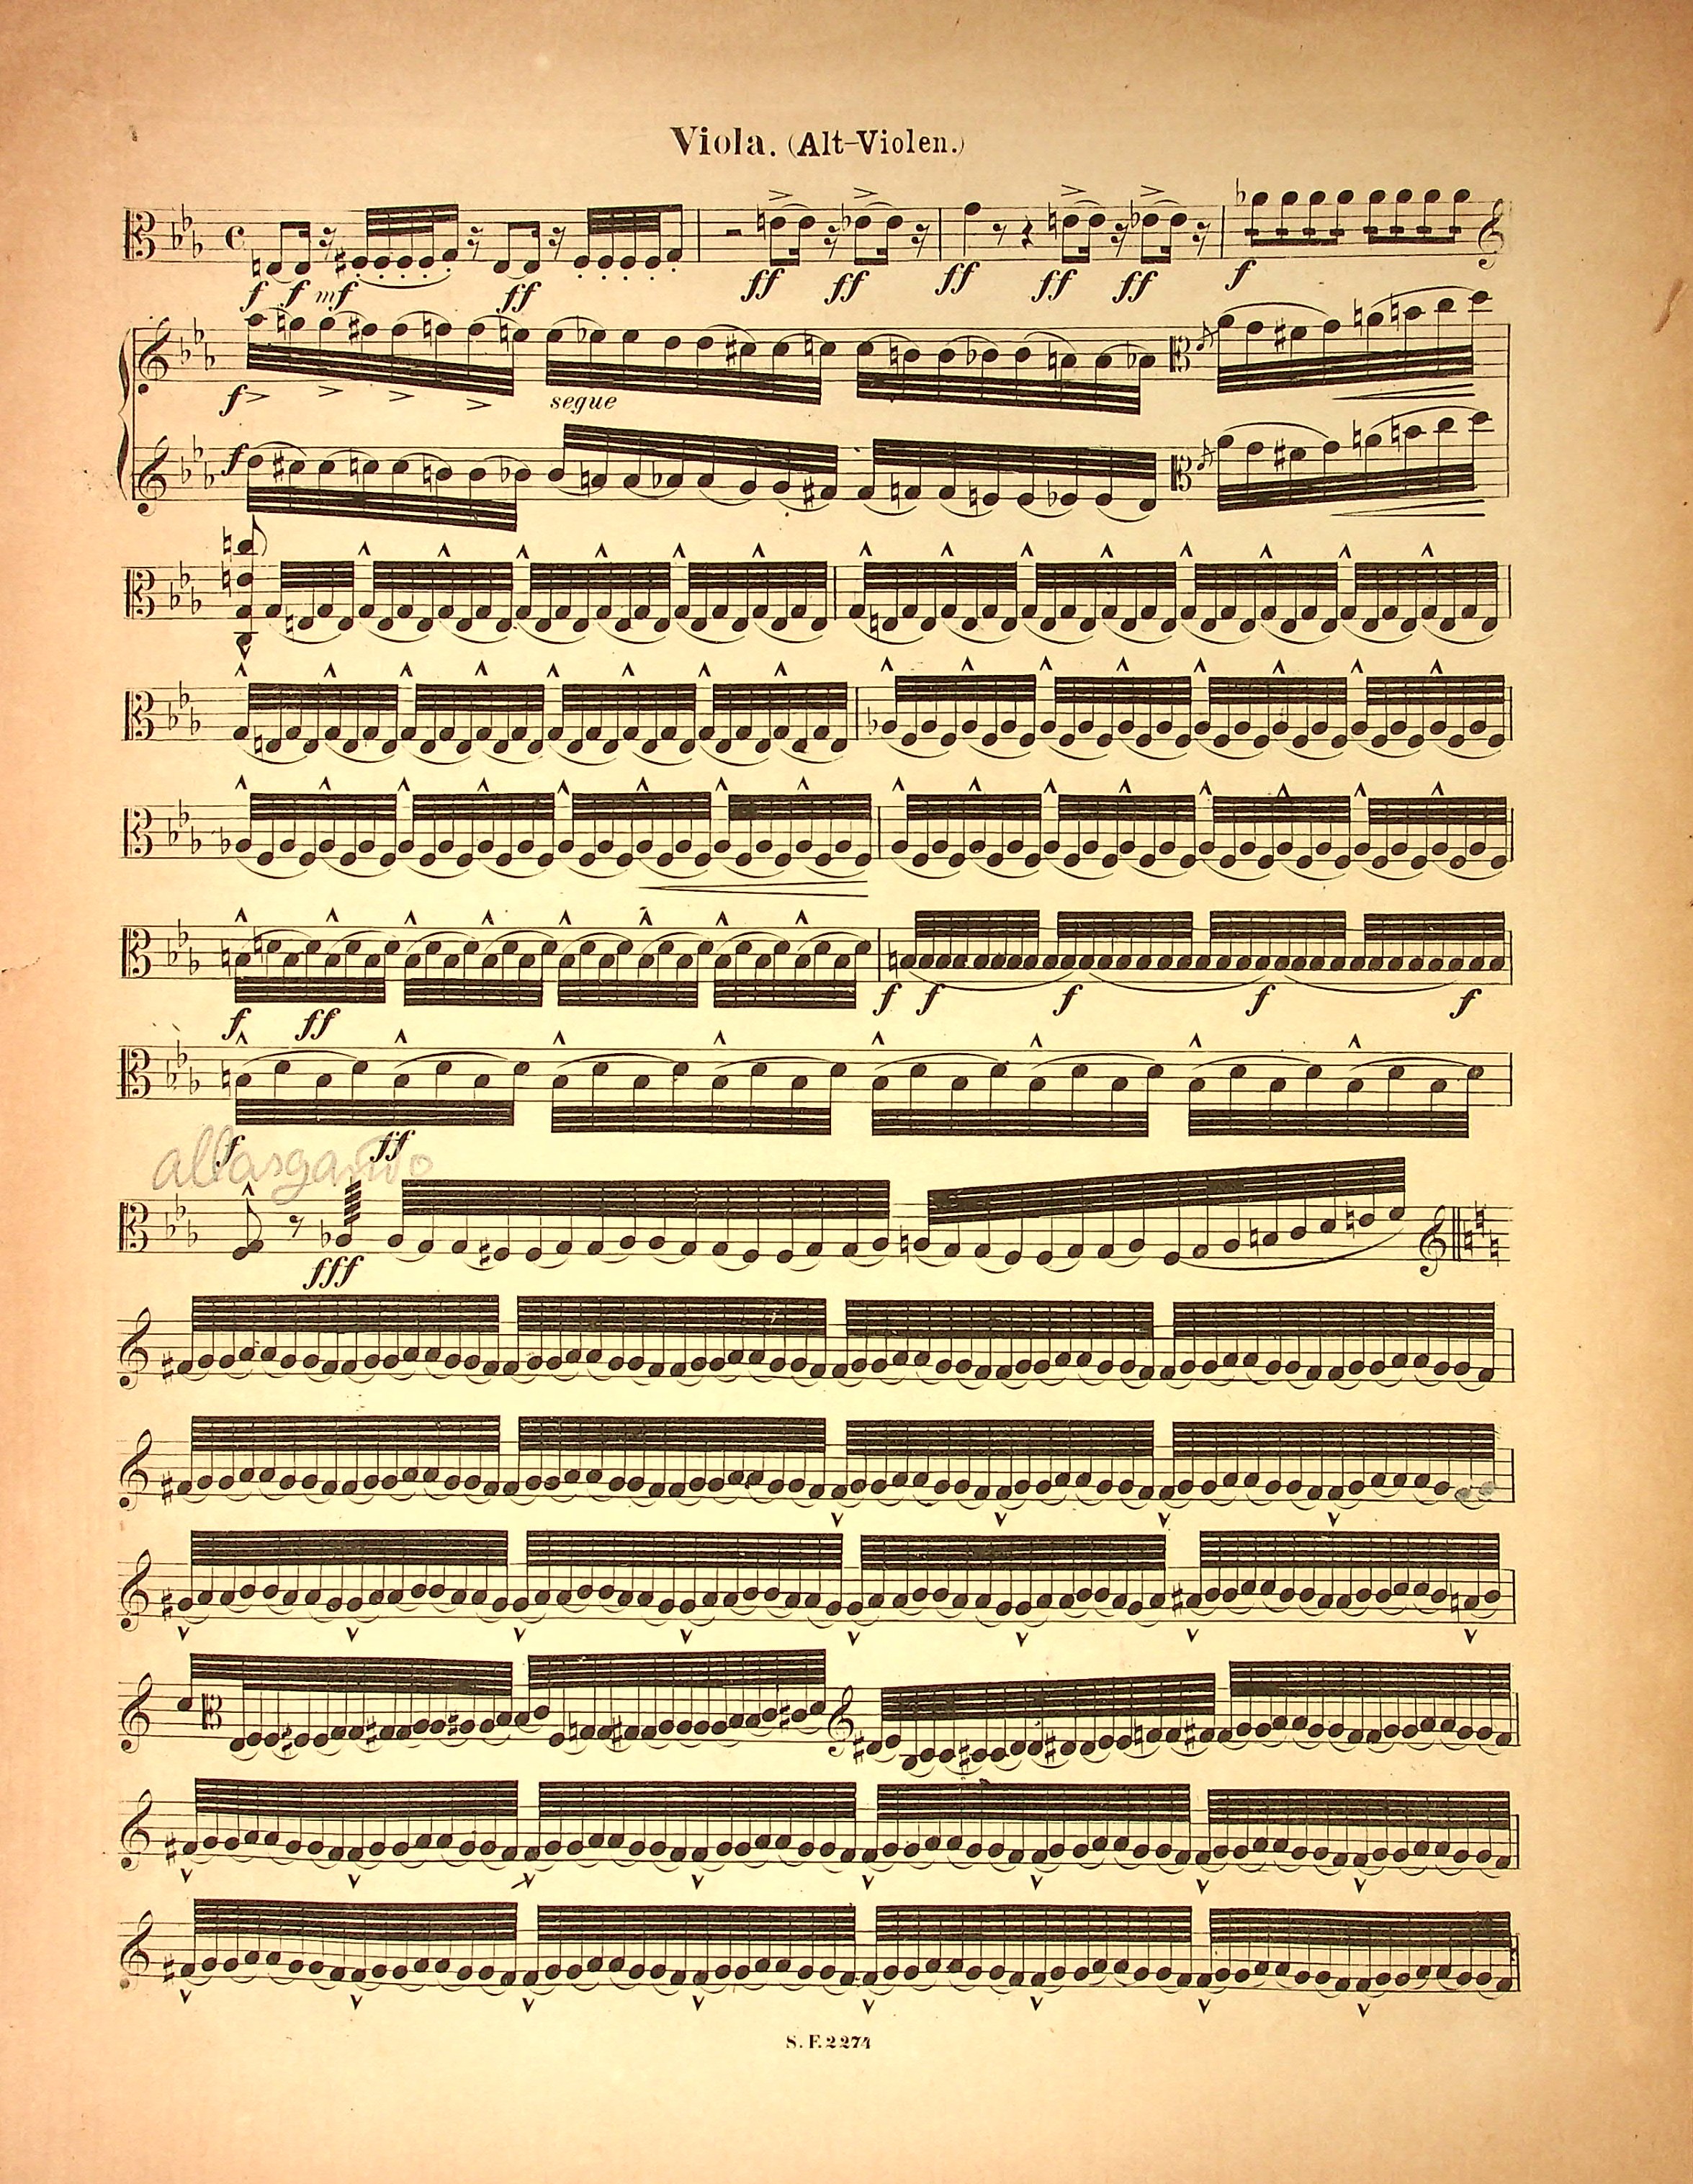 Viola. (Alt-Violen.)
f f mf ff ff ff ff ff ff f
f segue
f
f ff f f f f f
f ff
allasgando
fff
S. F. 2274